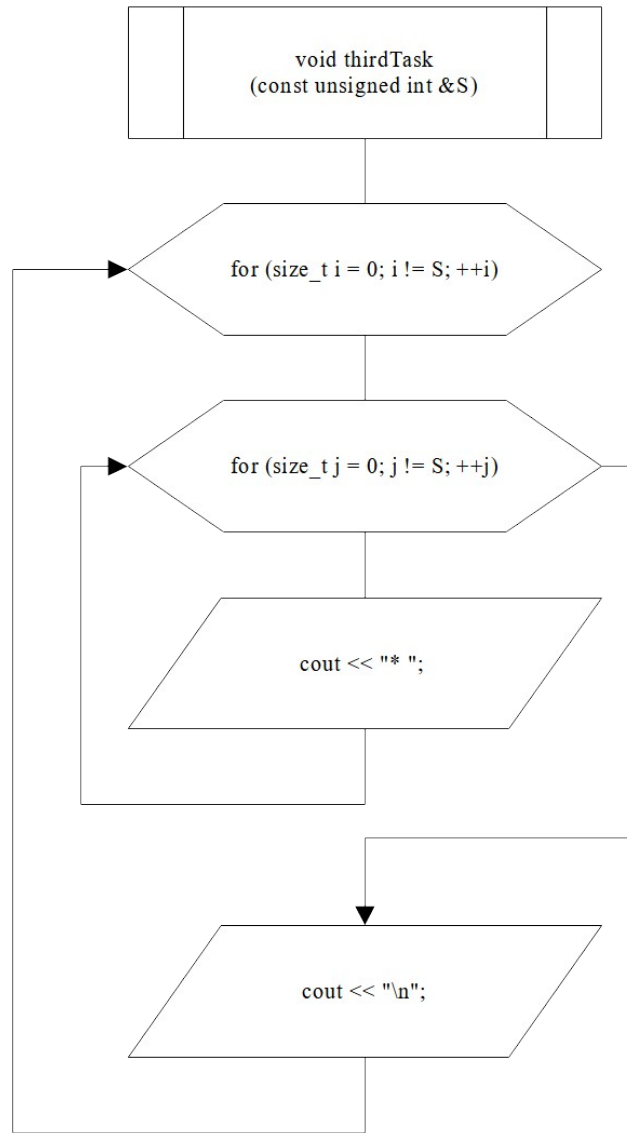 void thirdTask
(const unsigned int &S)
for (size_t i = 0; i != S; ++i)
for (size_t j = 0; j != S; ++j)
cout << "* ";
cout << "\n";